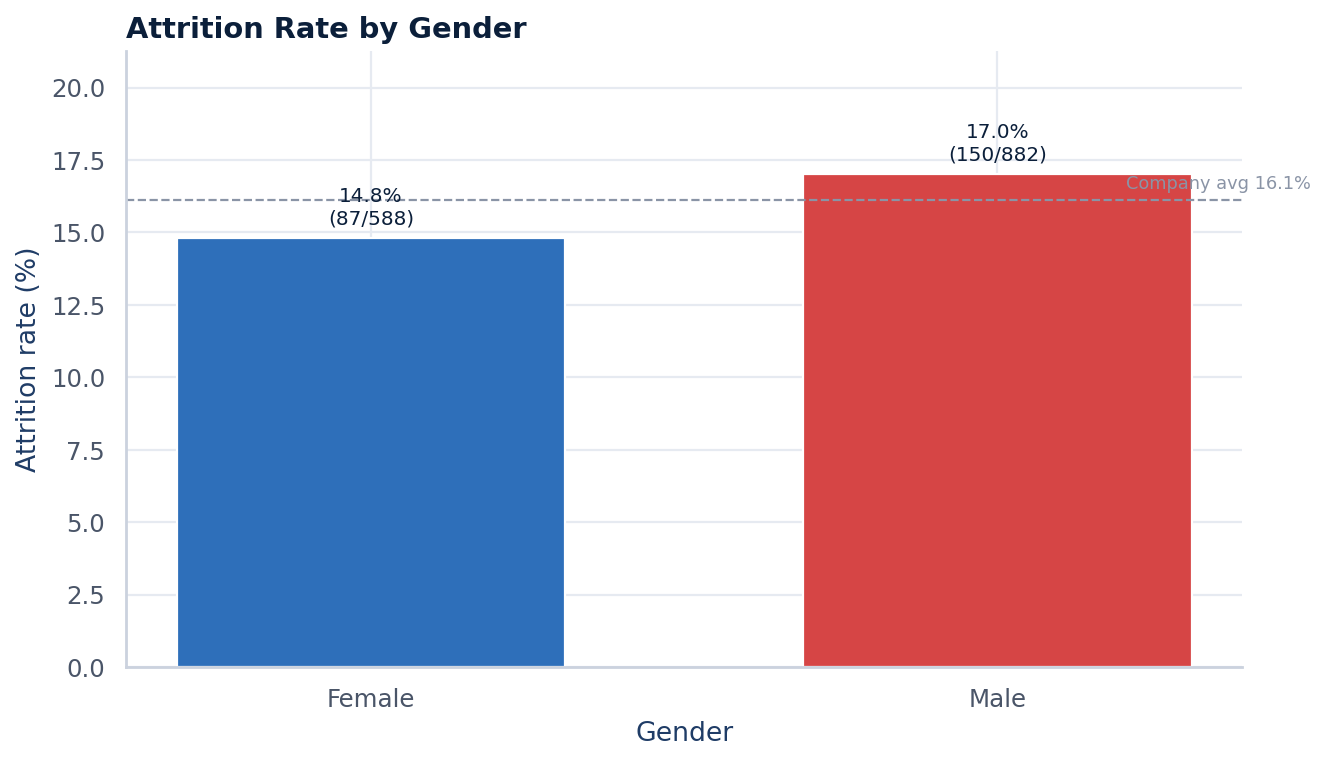 Attrition Rate by Gender
Attrition rate (%)
20.0
17.5
15.0
12.5
10.0
7.5
5.0
2.5
0.0
14.8%
(87/588)
17.0%
(150/882)
Company avg 16.1%
Female
Male
Gender